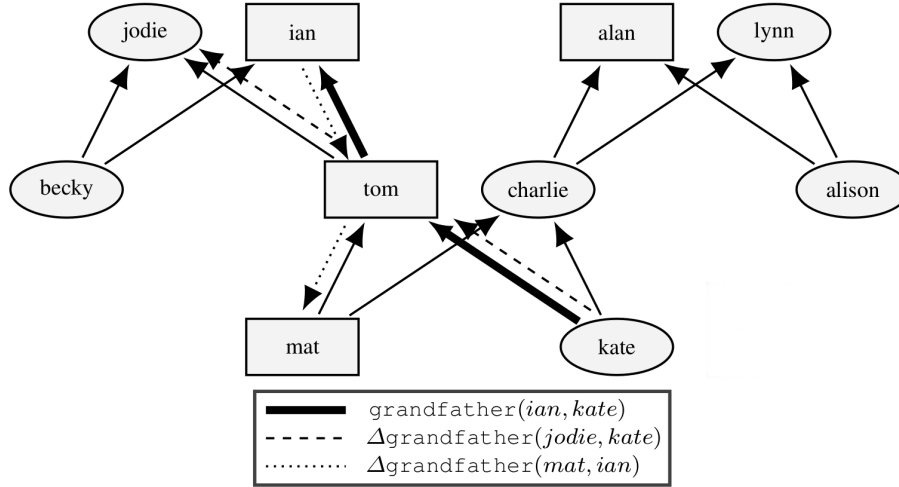 jodie ian alan lynn
becky tom charlie alison
mat kate
grandfather(ian, kate)
Δgrandfather(jodie, kate)
Δgrandfather(mat, ian)